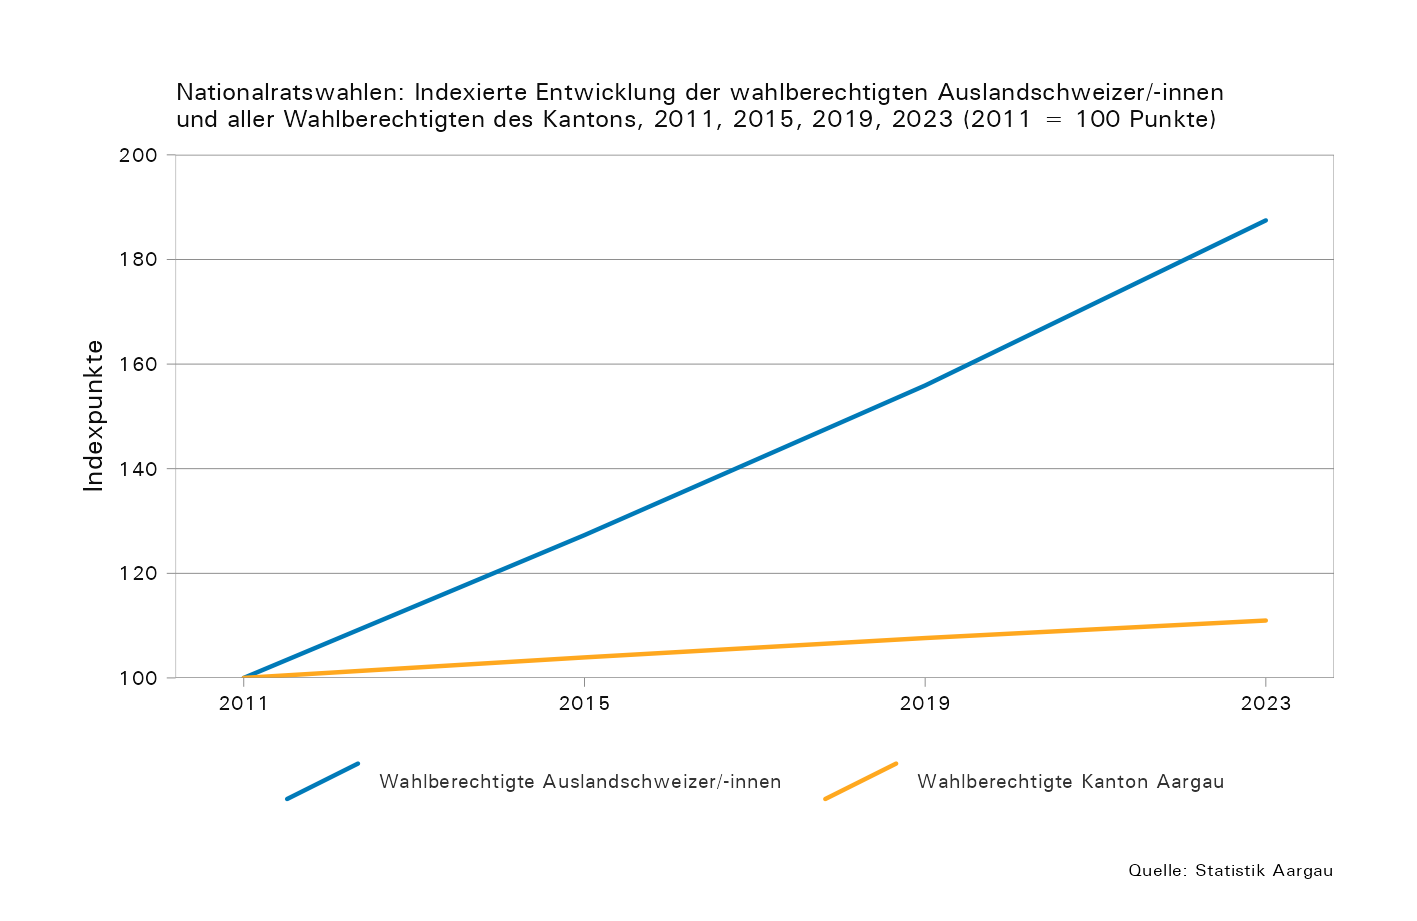 Nationalratswahlen: Indexierte Entwicklung der wahlberechtigten Auslandschweizer/-innen
und aller Wahlberechtigten des Kantons, 2011, 2015, 2019, 2023 (2011 = 100 Punkte)
200
180
160
140
120
100
Indexpunkte
2011
2015
2019
2023
Wahlberechtigte Auslandschweizer/-innen
Wahlberechtigte Kanton Aargau
Quelle: Statistik Aargau